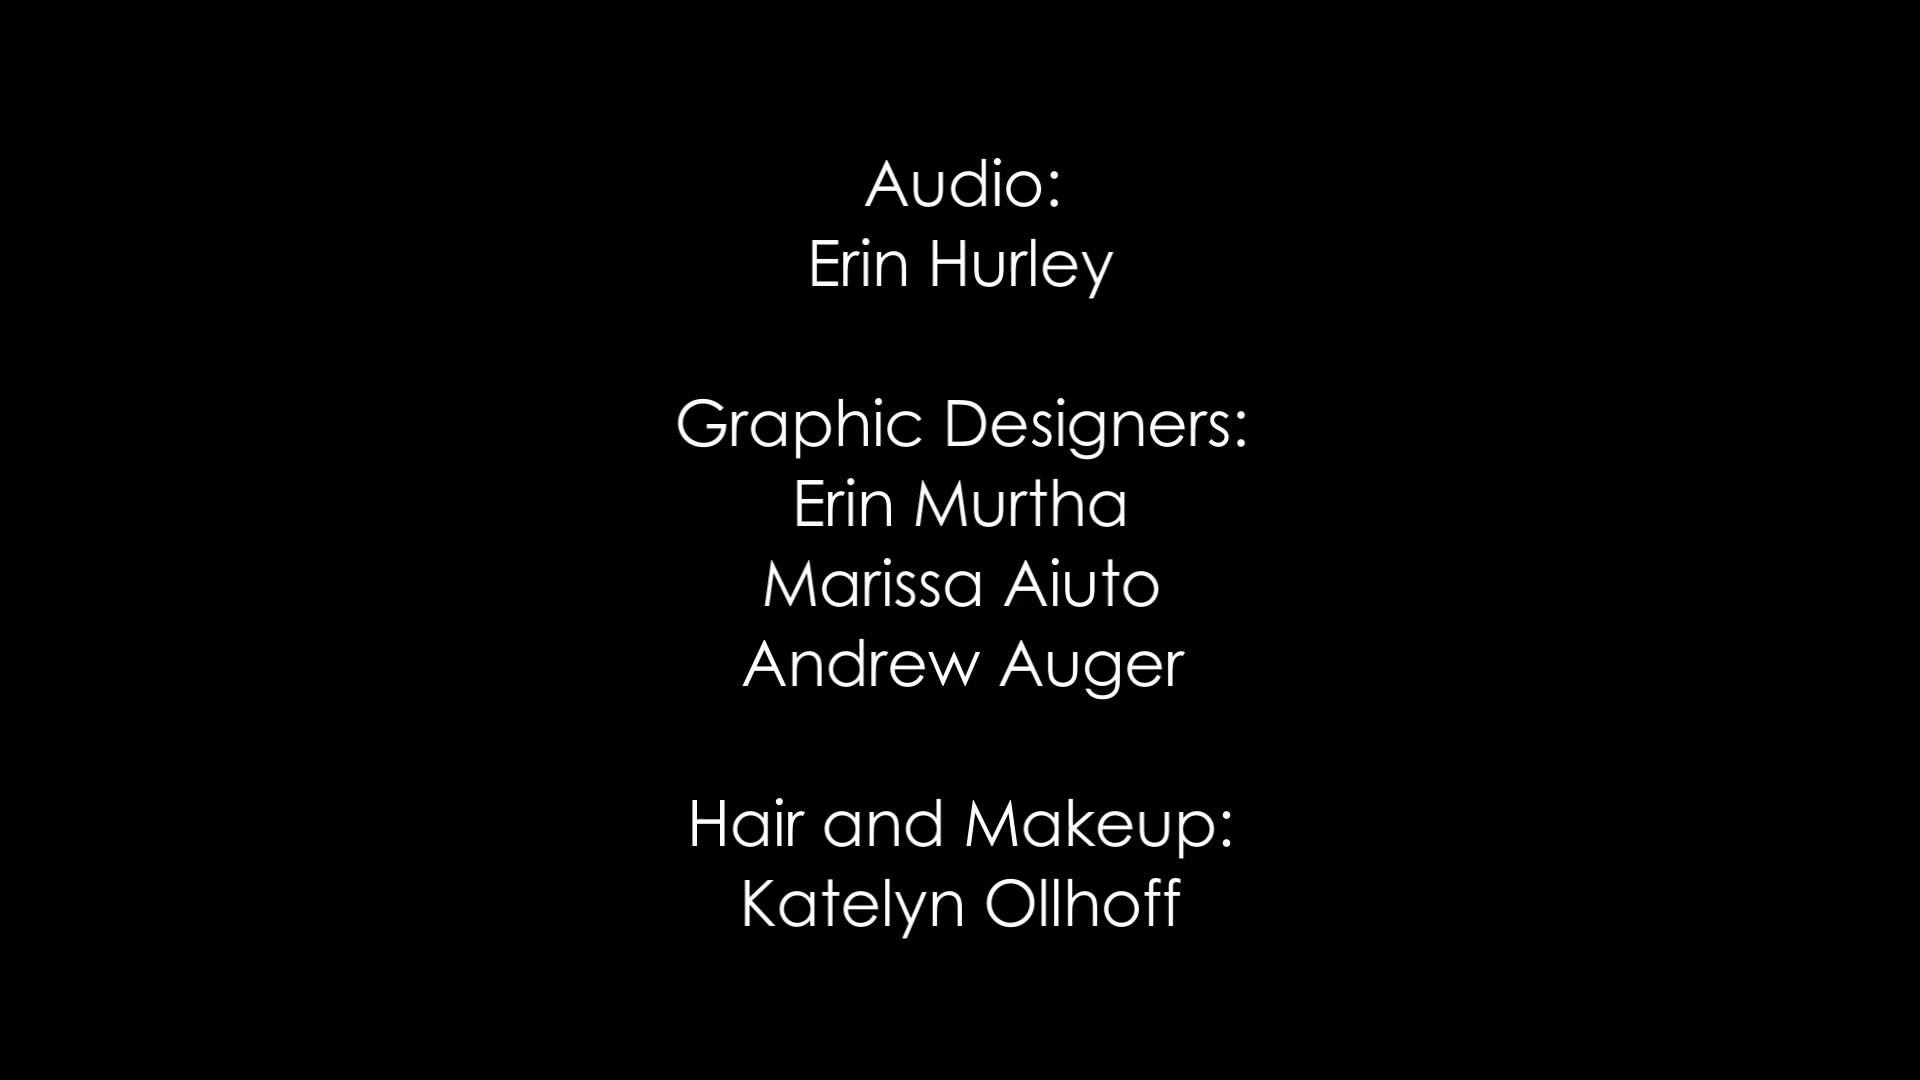 Audio:
Erin Hurley
Graphic Designers:
Erin Murtha
Marissa Aiuto
Andrew Auger
Hair and Makeup:
Katelyn Ollhoff